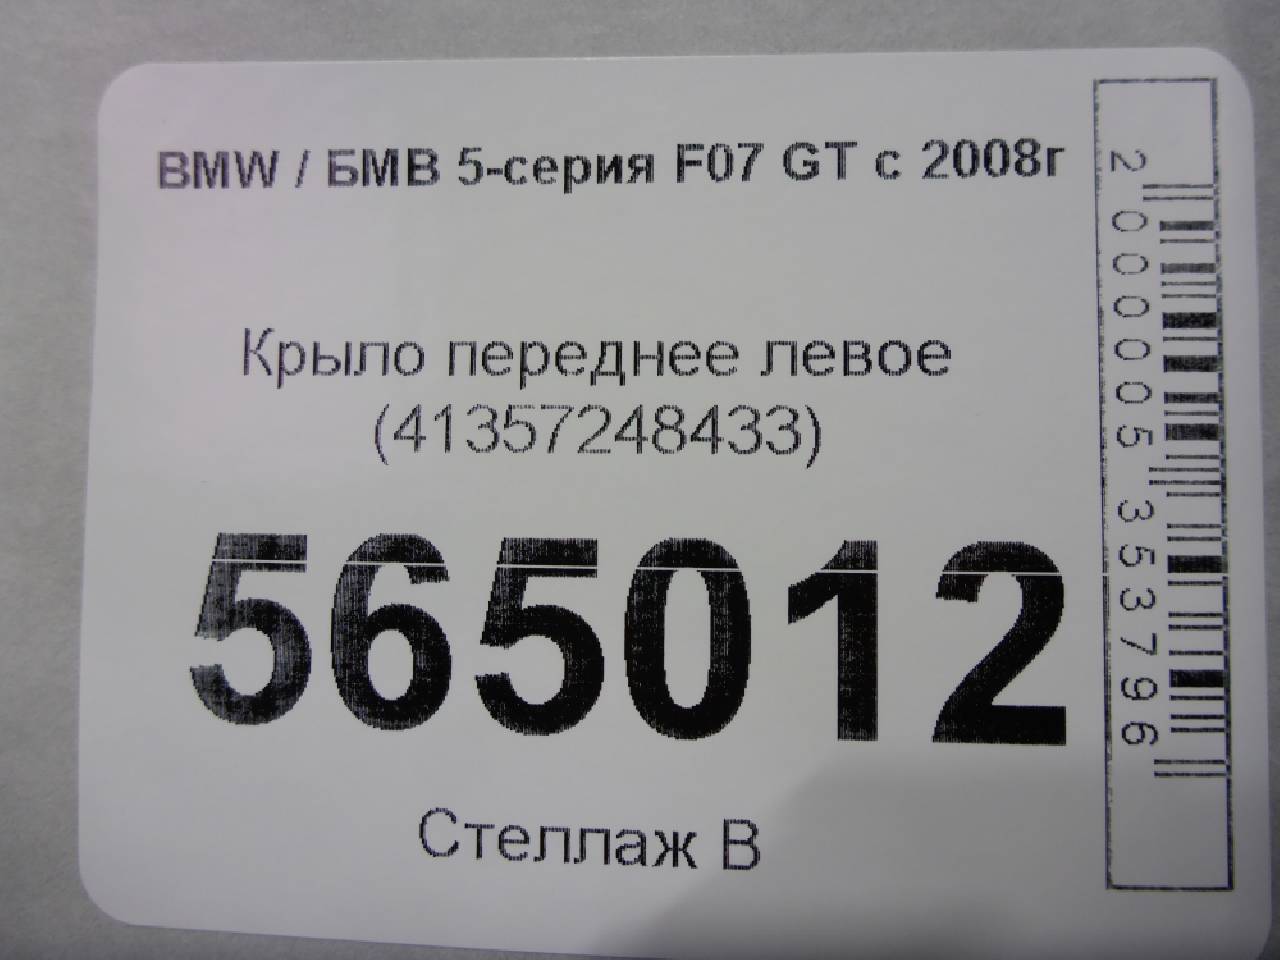 BMW / БМВ 5-серия F07 GT с 2008г
Крыло переднее левое
(41357248433)
565012
Стеллаж В
2000005353796